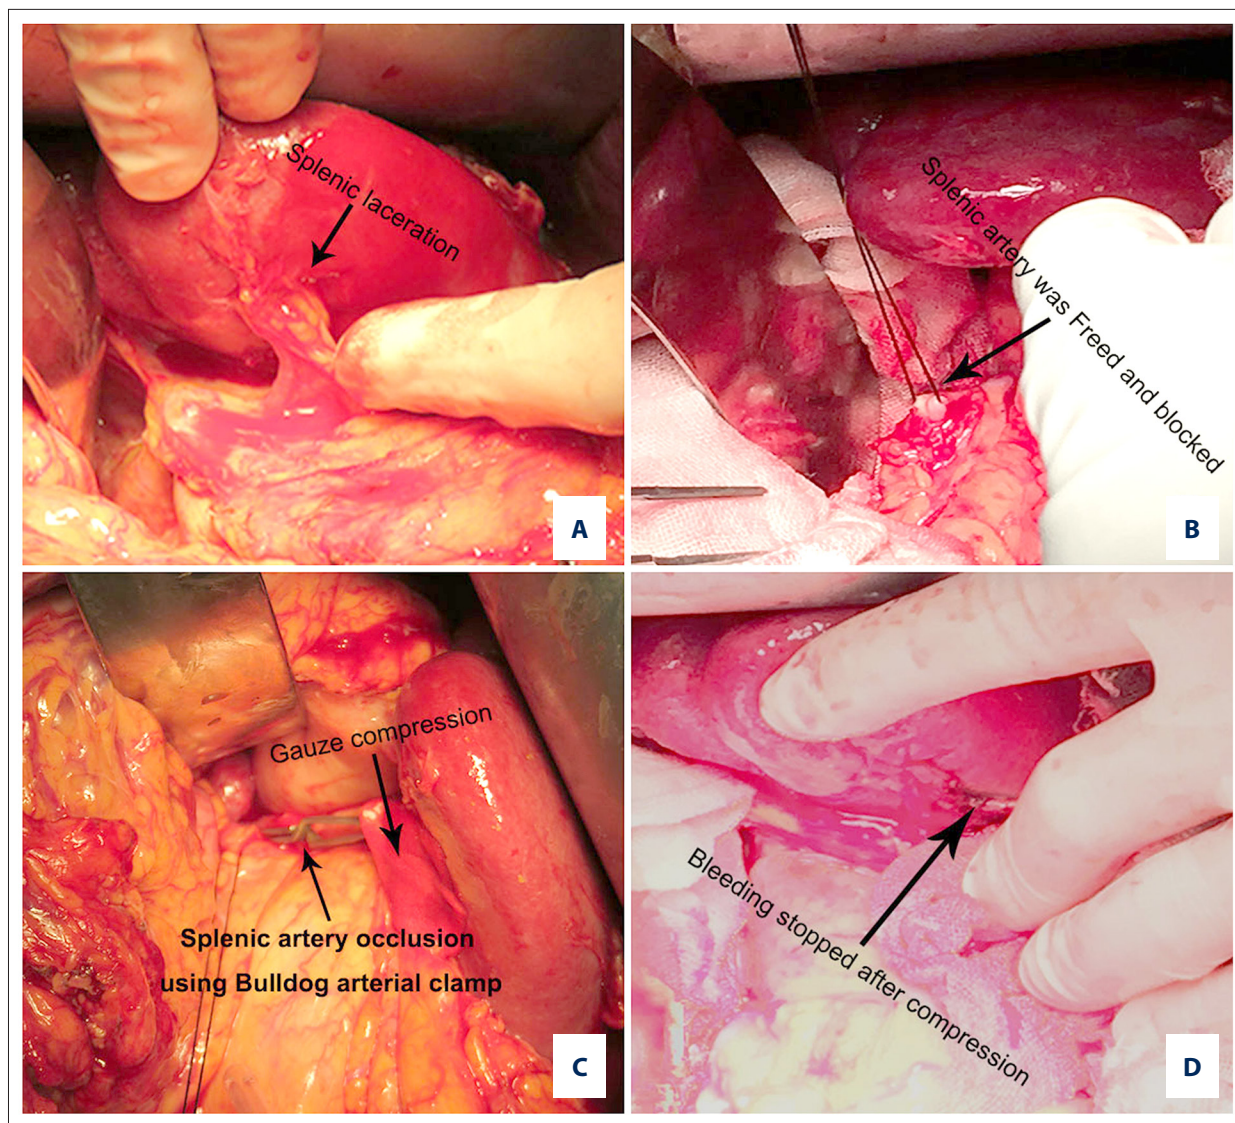 Splenic laceration
A
Splenic artery was Freed and blocked
B
Gauze compression
Splenic artery occlusion
using Bulldog arterial clamp
C
Bleeding stopped after compression
D